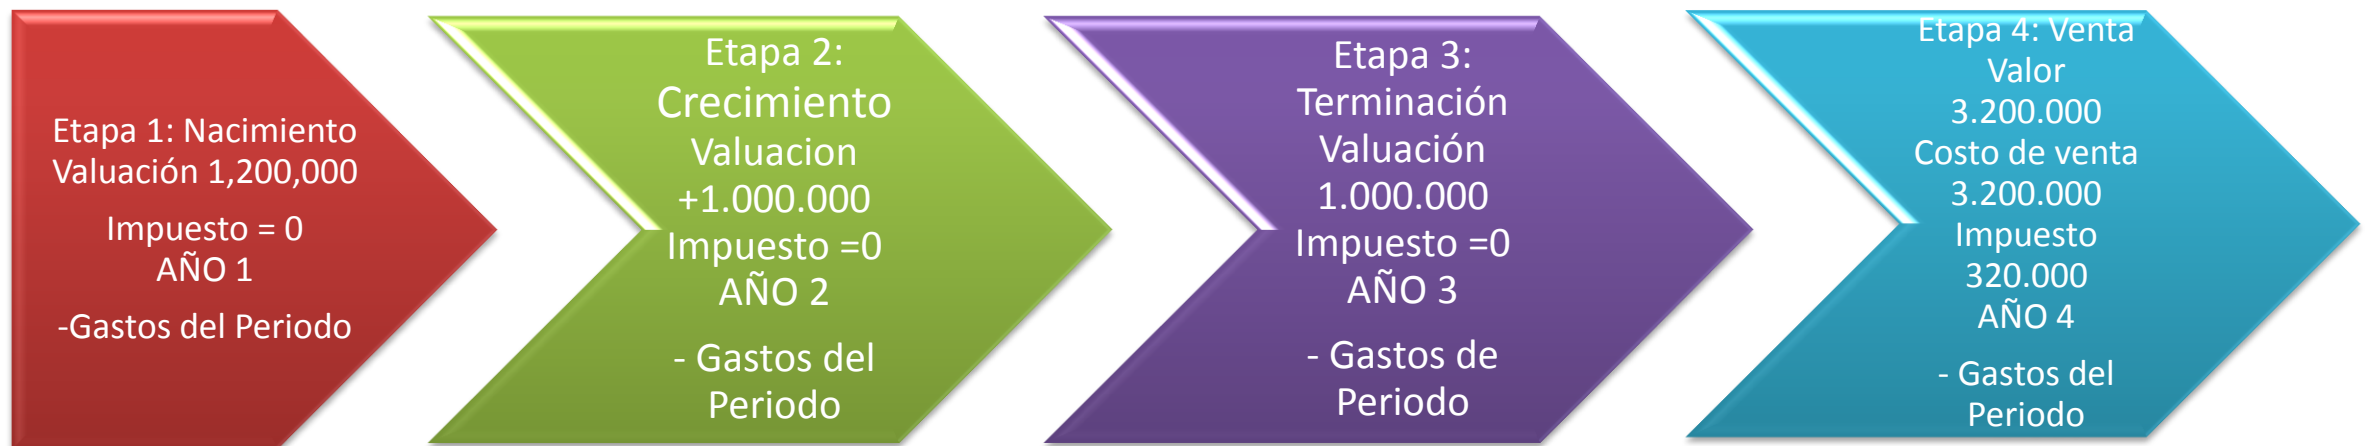 Etapa 1: Nacimiento
Valuación 1,200,000
Impuesto = 0
AÑO 1
-Gastos del Periodo
Etapa 2:
Crecimiento
Valuacion
+1.000.000
Impuesto =0
AÑO 2
- Gastos del
Periodo
Etapa 3:
Terminación
Valuación
1.000.000
Impuesto =0
AÑO 3
- Gastos de
Periodo
Etapa 4: Venta
Valor
3.200.000
Costo de venta
3.200.000
Impuesto
320.000
AÑO 4
- Gastos del
Periodo